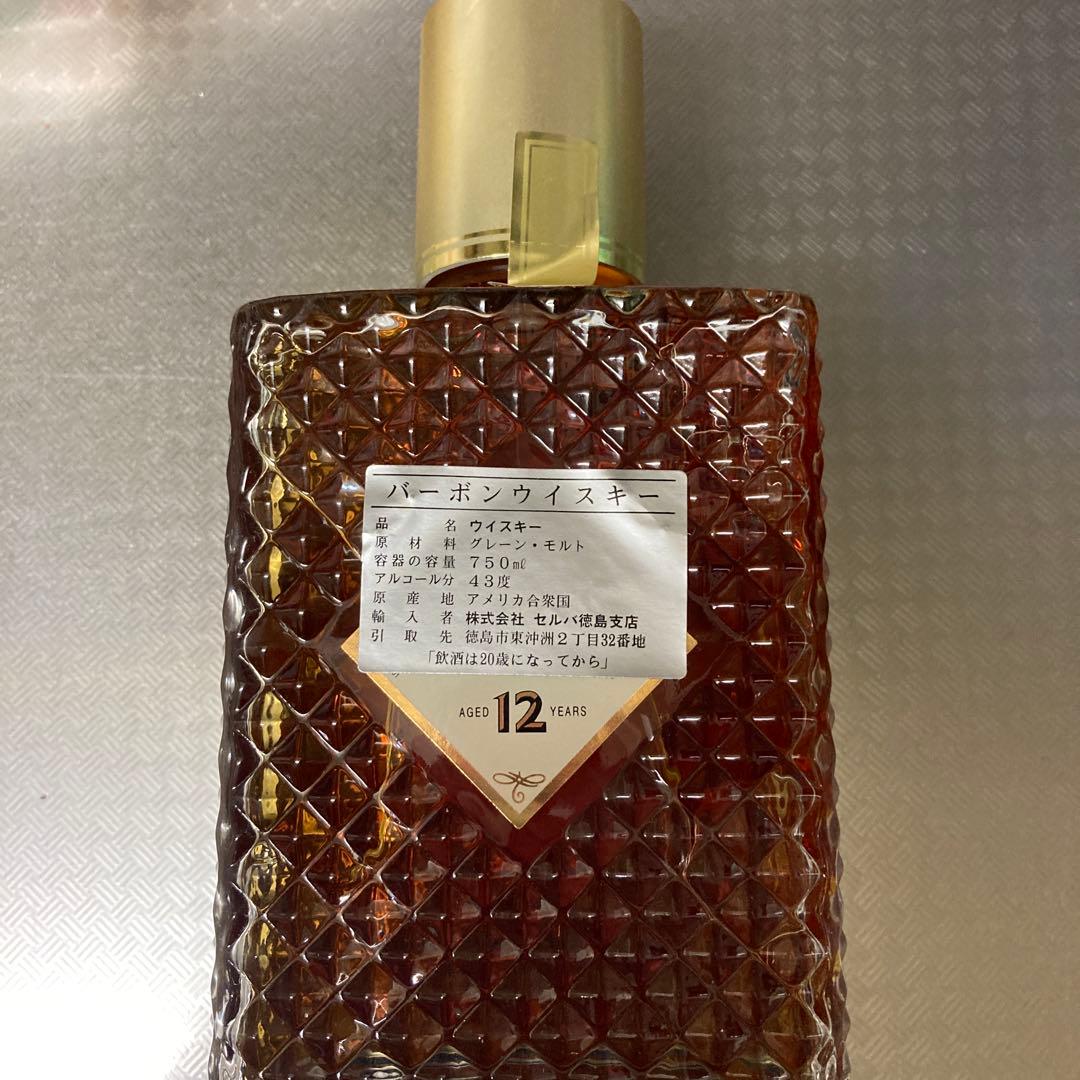 バーボンウイスキー
品名 ウイスキー
原材料 グレーン・モルト
容器の容量 750ml
アルコール分 43度
原産地 アメリカ合衆国
輸入者 株式会社 セルバ徳島支店
引取先 徳島市東沖洲2丁目32番地
「飲酒は20歳になってから」
AGED 12 YEARS